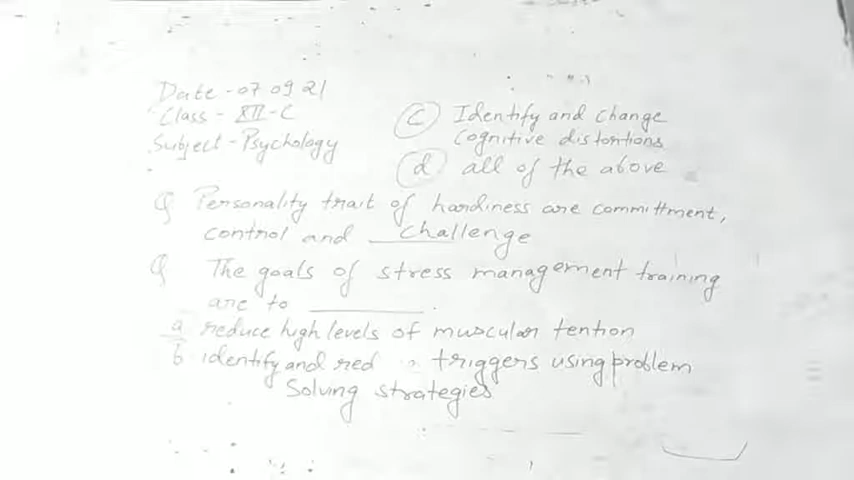 Date - 07 09 21
Class - XII - C
Subject - Psychology
Q Personality trait of hardiness are committment,
control and challenge
Q The goals of stress management training
are to ________.
a reduce high levels of muscular tention
b identify and red triggers using problem
Solving strategies
c Identify and change
cognitive distortions
d all of the above